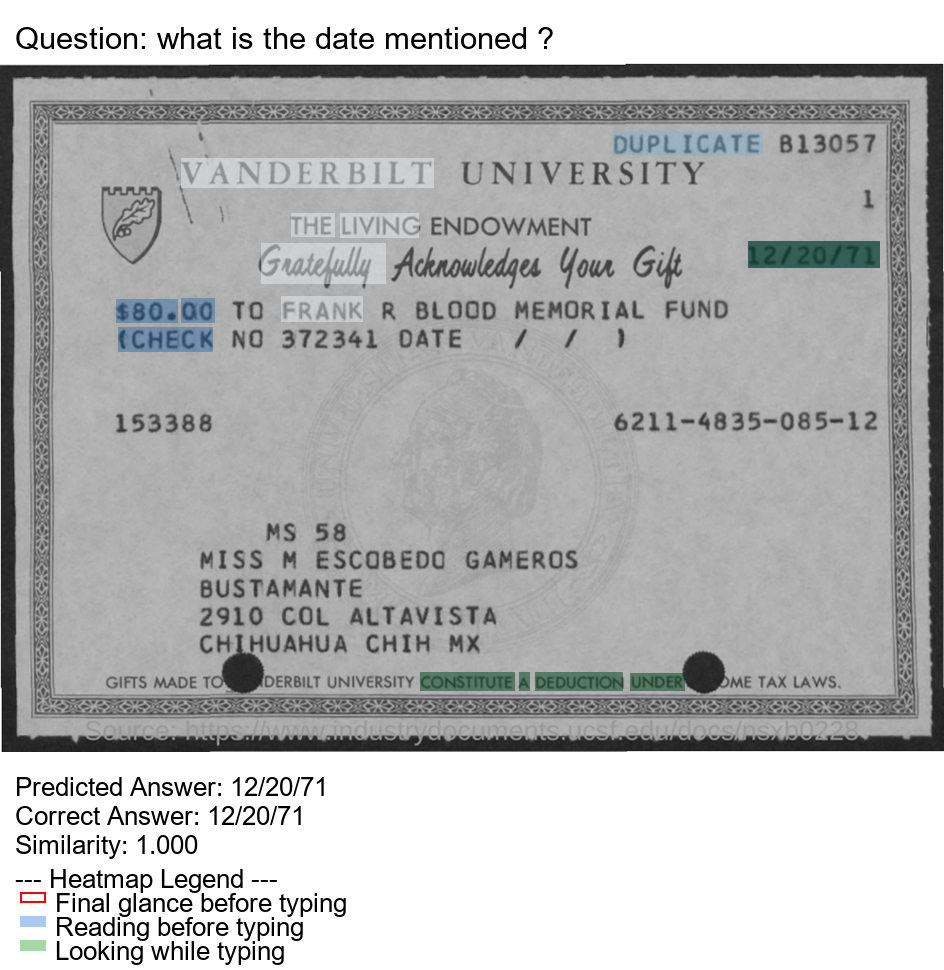 Question: what is the date mentioned ?
DUPLICATE B13057
VANDERBILT UNIVERSITY
1
THE LIVING ENDOWMENT
Gratefully Acknowledges Your Gift
12/20/71
$80.00 TO FRANK R BLOOD MEMORIAL FUND
(CHECK NO 372341 DATE / / )
153388 6211-4835-085-12
MS 58
MISS M ESCOBEDO GAMEROS
BUSTAMANTE
2910 COL ALTAVISTA
CHIHUAHUA CHIH MX
GIFTS MADE TO DERBILT UNIVERSITY CONSTITUTE A DEDUCTION UNDER OME TAX LAWS.
Source: https://www.industrydocuments.ucsf.edu/docs/nsxb0228
Predicted Answer: 12/20/71
Correct Answer: 12/20/71
Similarity: 1.000
--- Heatmap Legend ---
Final glance before typing
Reading before typing
Looking while typing